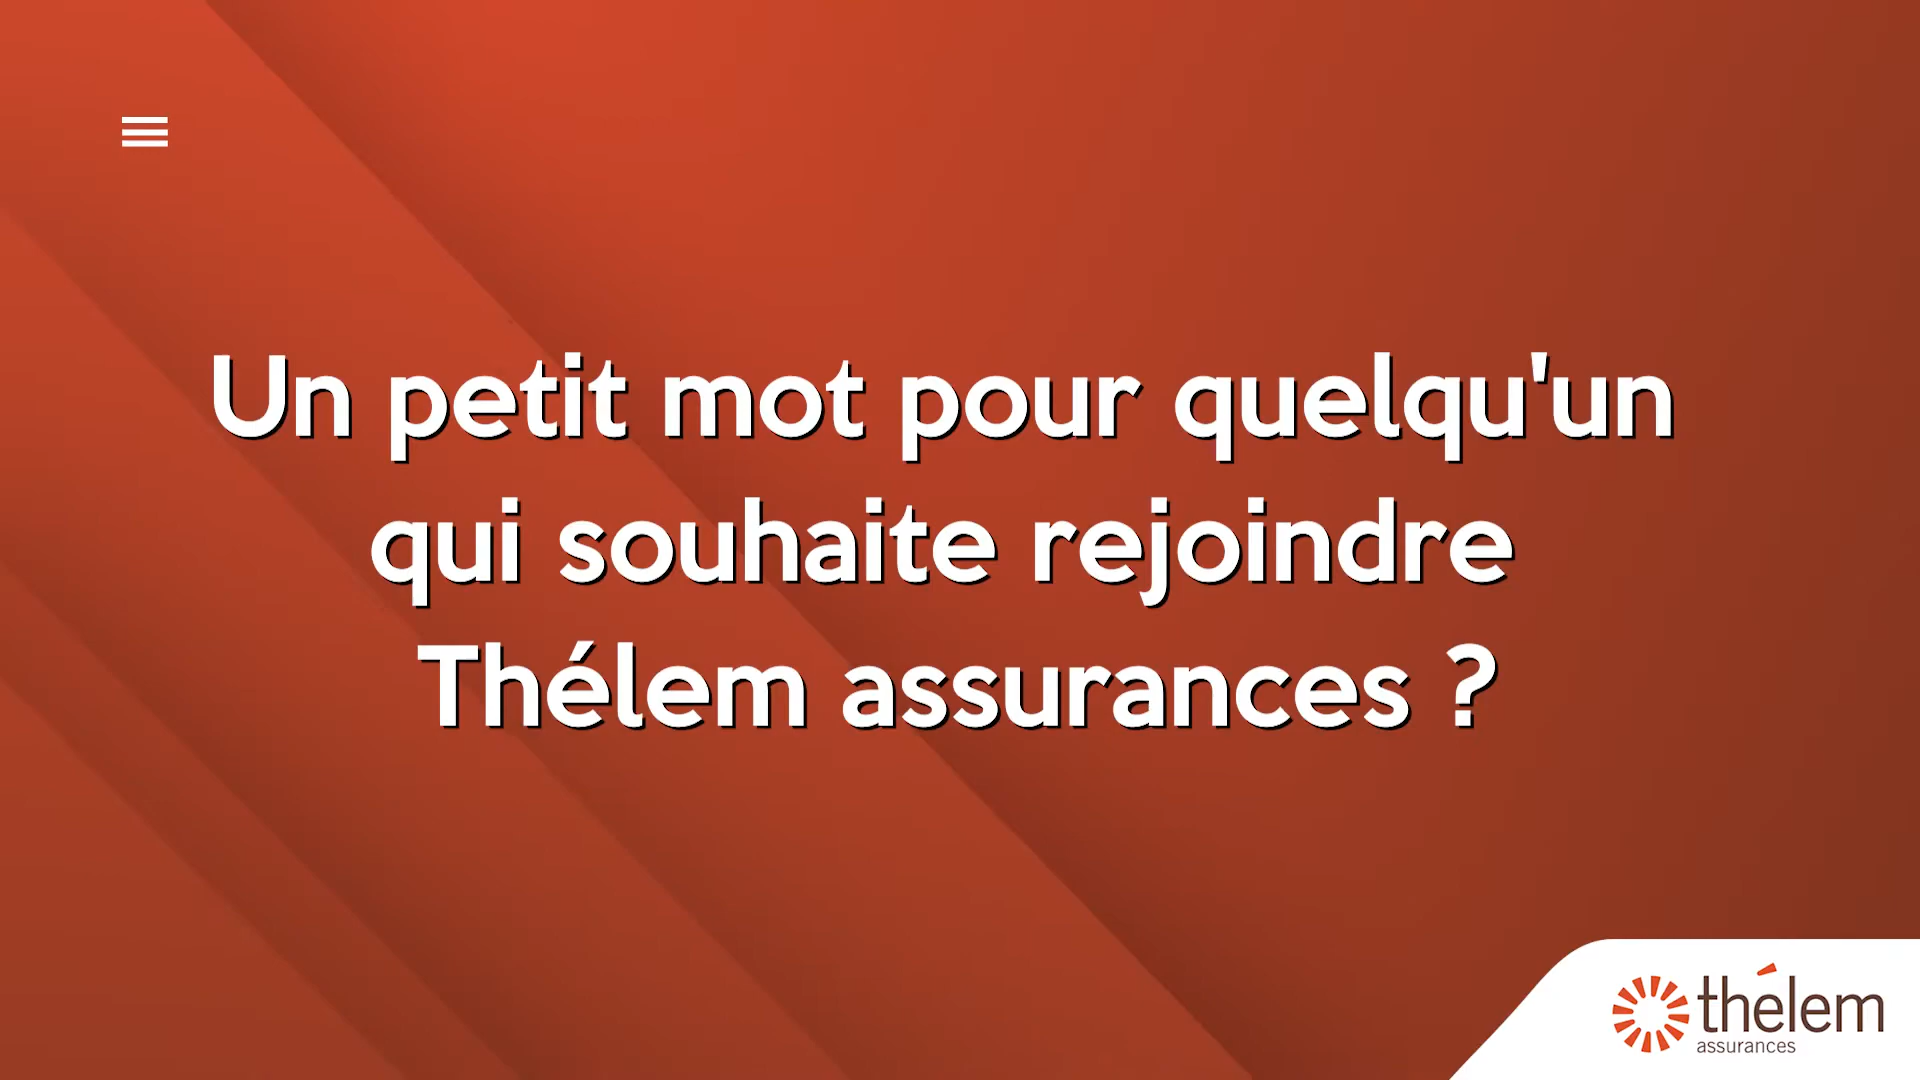 Un petit mot pour quelqu'un
qui souhaite rejoindre
Thélem assurances ?
thélem
assurances